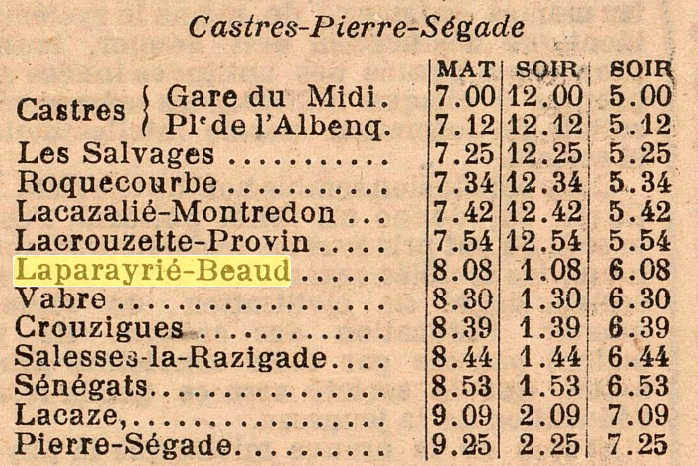 Castres-Pierre-Ségade
MAT SOIR SOIR
Castres { Gare du Midi. 7.00 12.00 5.00
Plᵉ de l'Albenq. 7.12 12.12 5.12
Les Salvages .......... 7.25 12.25 5.25
Roquecourbe .......... 7.34 12.34 5.34
Lacazalié-Montredon ... 7.42 12.42 5.42
Lacrouzette-Provin ..... 7.54 12.54 5.54
Laparayrié-Beaud ...... 8.08 1.08 6.08
Vabre ................ 8.30 1.30 6.30
Crouzigues ............ 8.39 1.39 6.39
Salesses-la-Razigade.... 8.44 1.44 6.44
Sénégats............... 8.53 1.53 6.53
Lacaze,................ 9.09 2.09 7.09
Pierre-Ségade.......... 9.25 2.25 7.25